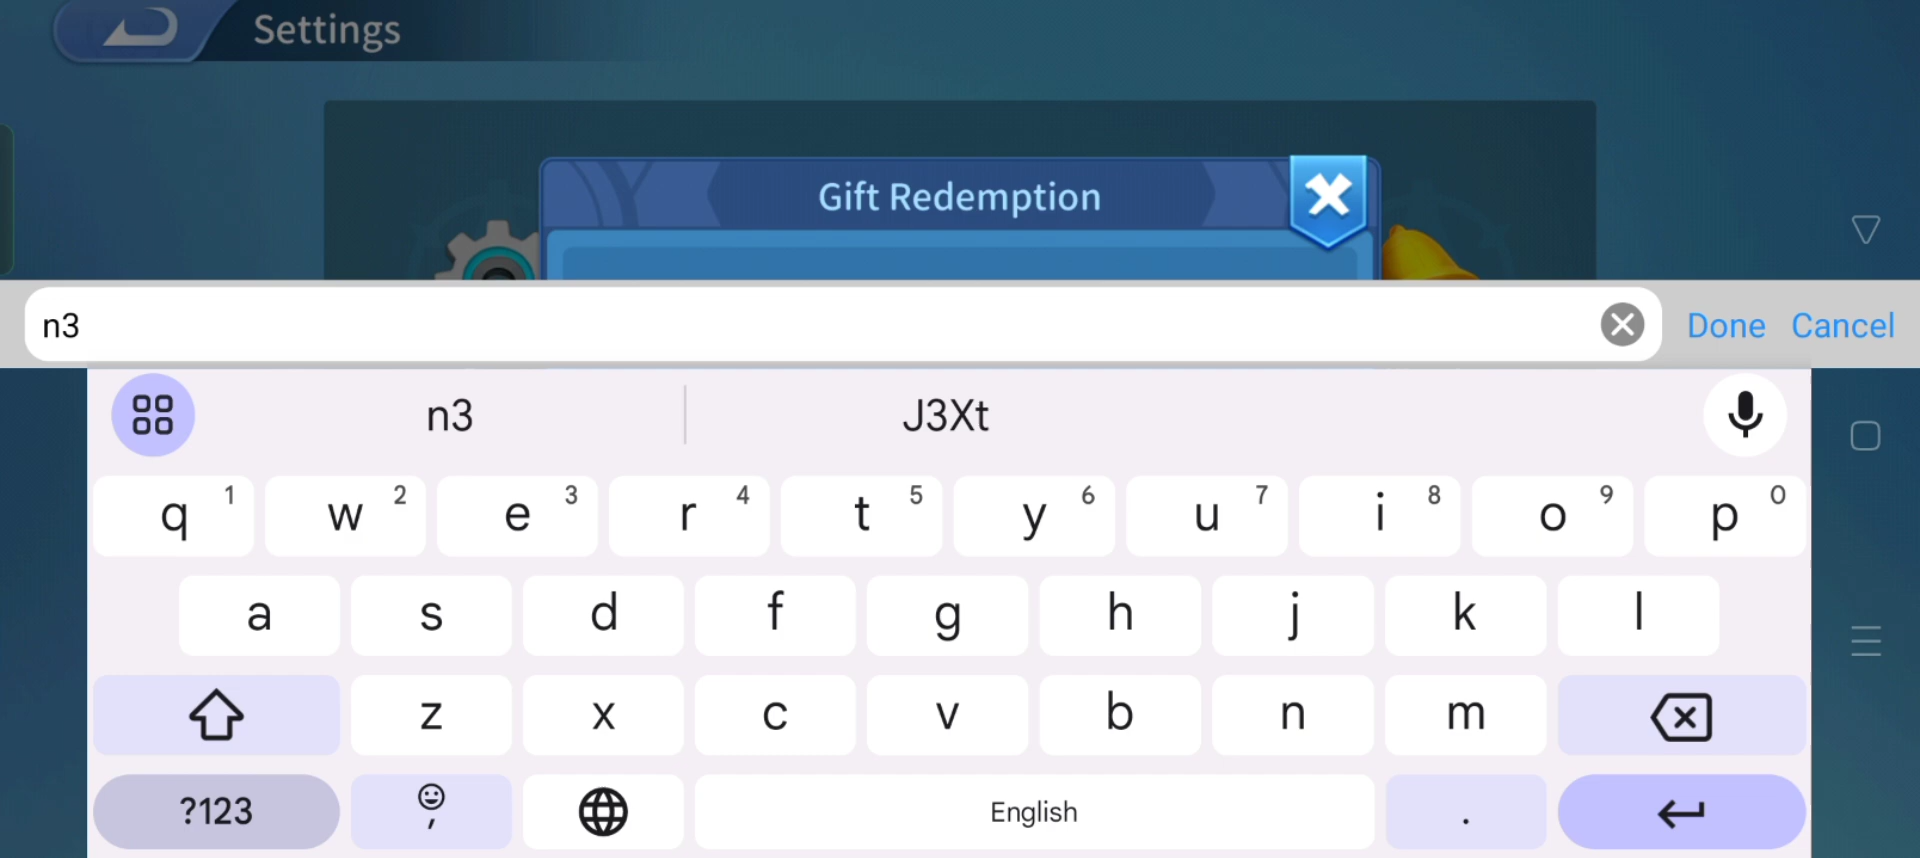 Settings
Gift Redemption
n3
Done Cancel
n3 J3Xt
q 1 w 2 e 3 r 4 t 5 y 6 u 7 i 8 o 9 p 0
a s d f g h j k l
z x c v b n m
?123 , English .